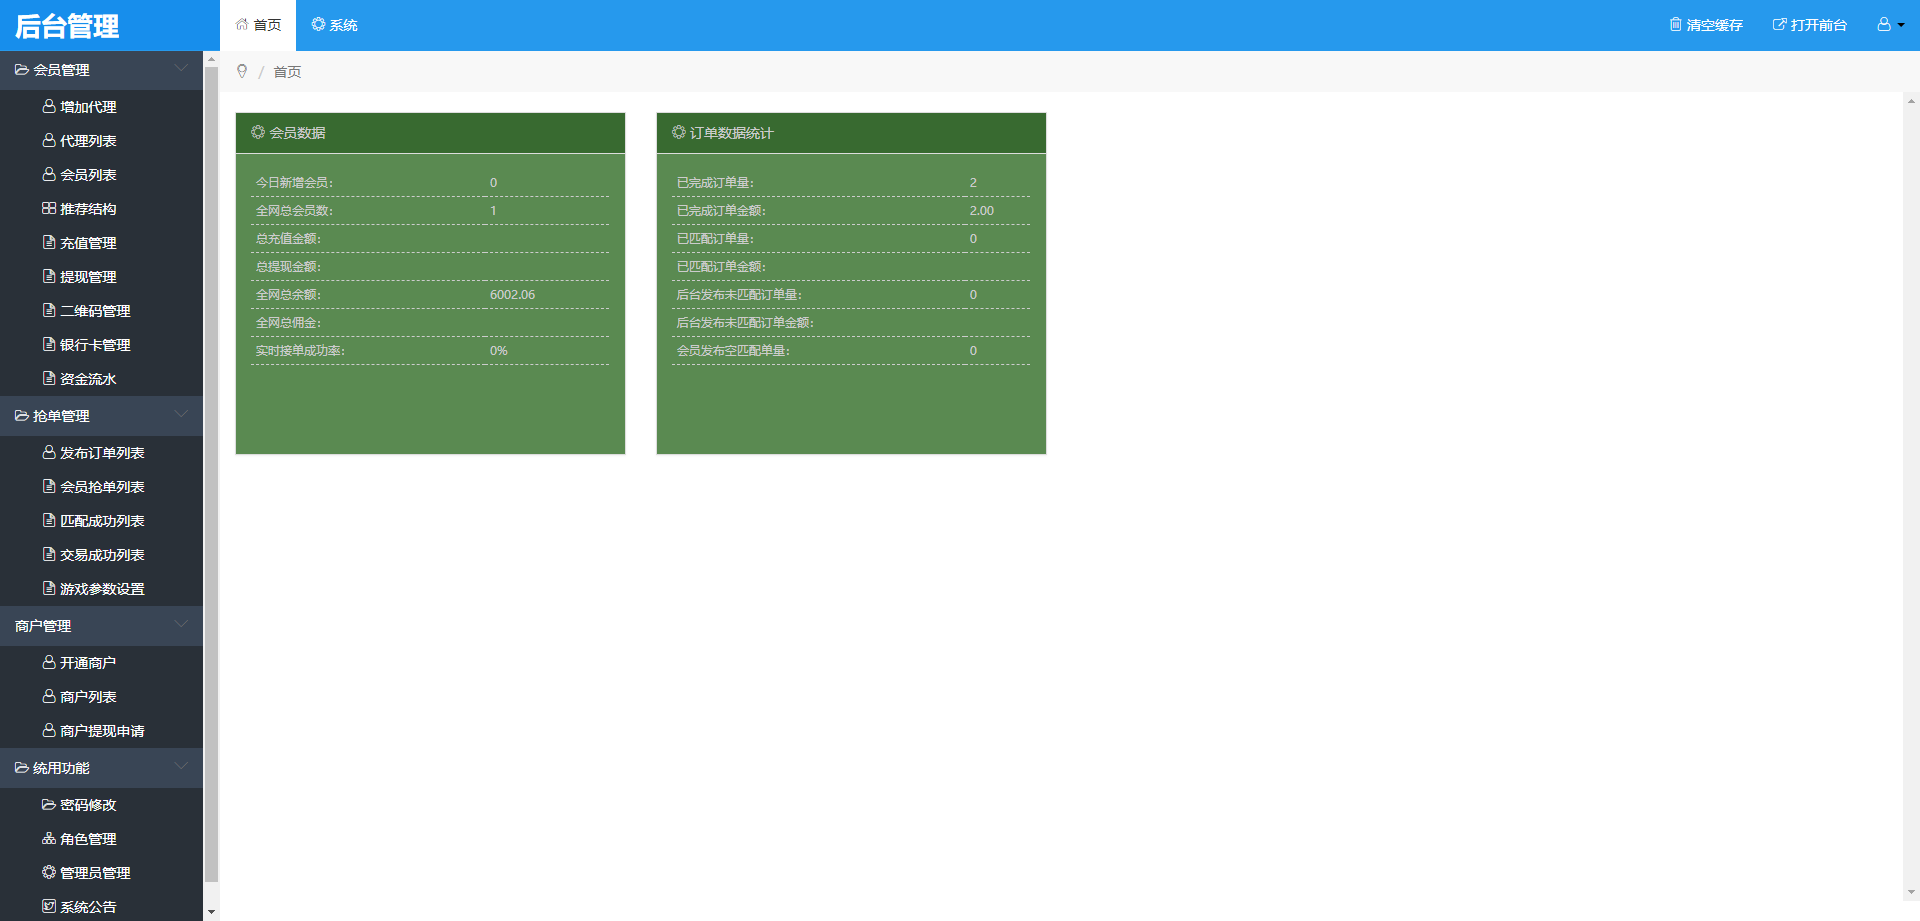 后台管理
首页
系统
清空缓存
打开前台
/ 首页
会员管理
增加代理
代理列表
会员列表
推荐结构
充值管理
提现管理
二维码管理
银行卡管理
资金流水
抢单管理
发布订单列表
会员抢单列表
匹配成功列表
交易成功列表
游戏参数设置
商户管理
开通商户
商户列表
商户提现申请
统用功能
密码修改
角色管理
管理员管理
系统公告
会员数据
今日新增会员: 0
全网总会员数: 1
总充值金额:
总提现金额:
全网总余额: 6002.06
全网总佣金:
实时接单成功率: 0%
订单数据统计
已完成订单量: 2
已完成订单金额: 2.00
已匹配订单量: 0
已匹配订单金额:
后台发布未匹配订单量: 0
后台发布未匹配订单金额:
会员发布空匹配单量: 0